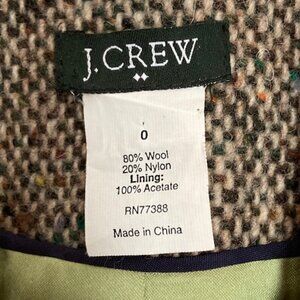 J.CREW
0
80% Wool
20% Nylon
Lining:
100% Acetate
RN77388
Made in China